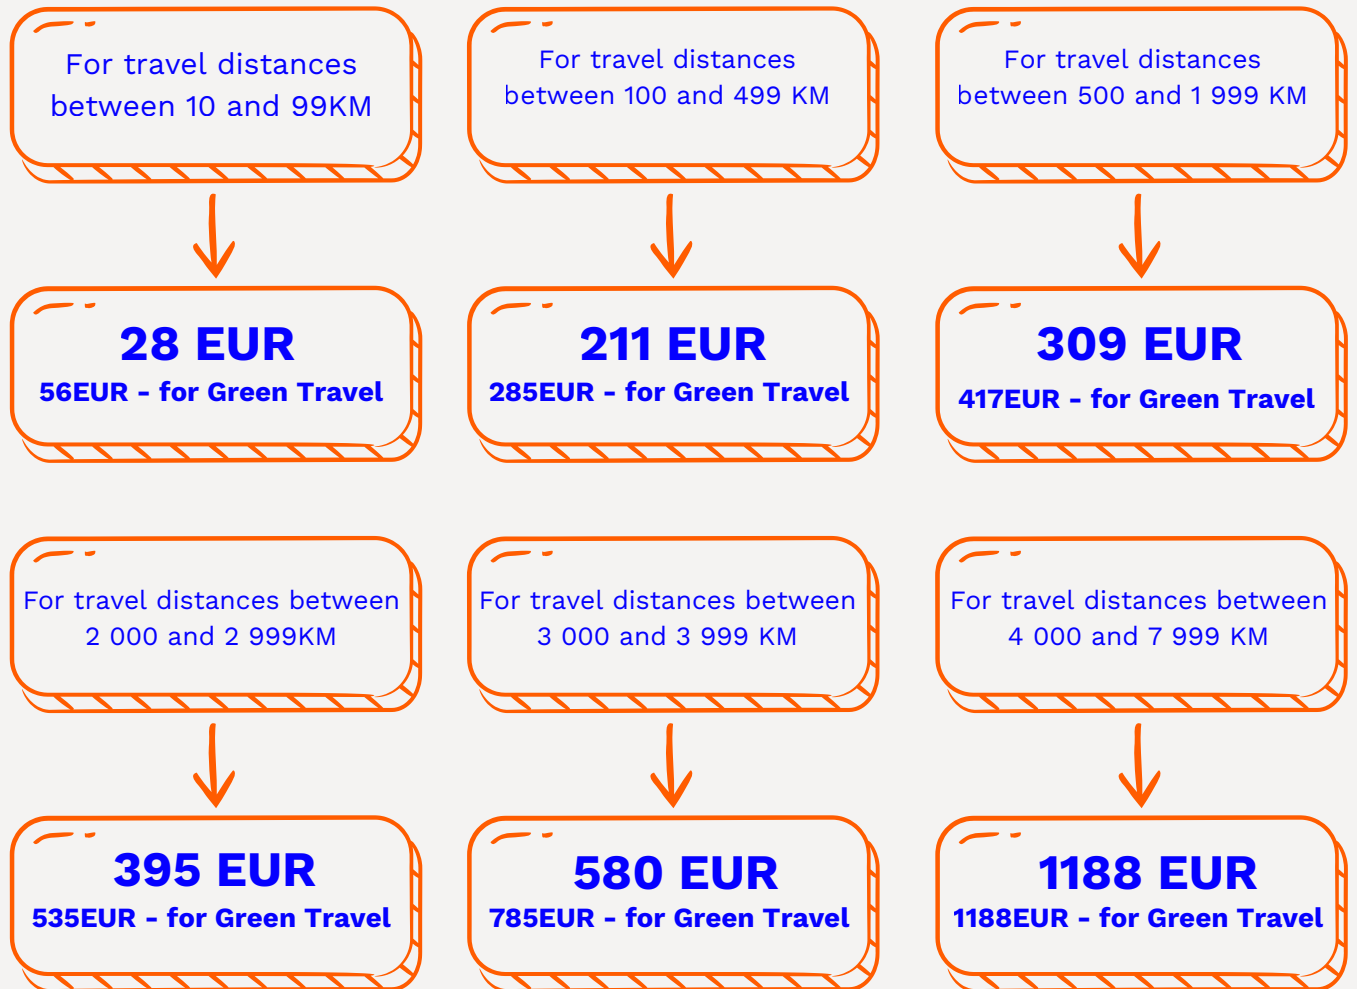 For travel distances
between 10 and 99KM
For travel distances
between 100 and 499 KM
For travel distances
between 500 and 1 999 KM
28 EUR
56EUR - for Green Travel
211 EUR
285EUR - for Green Travel
309 EUR
417EUR - for Green Travel
For travel distances between
2 000 and 2 999KM
For travel distances between
3 000 and 3 999 KM
For travel distances between
4 000 and 7 999 KM
395 EUR
535EUR - for Green Travel
580 EUR
785EUR - for Green Travel
1188 EUR
1188EUR - for Green Travel